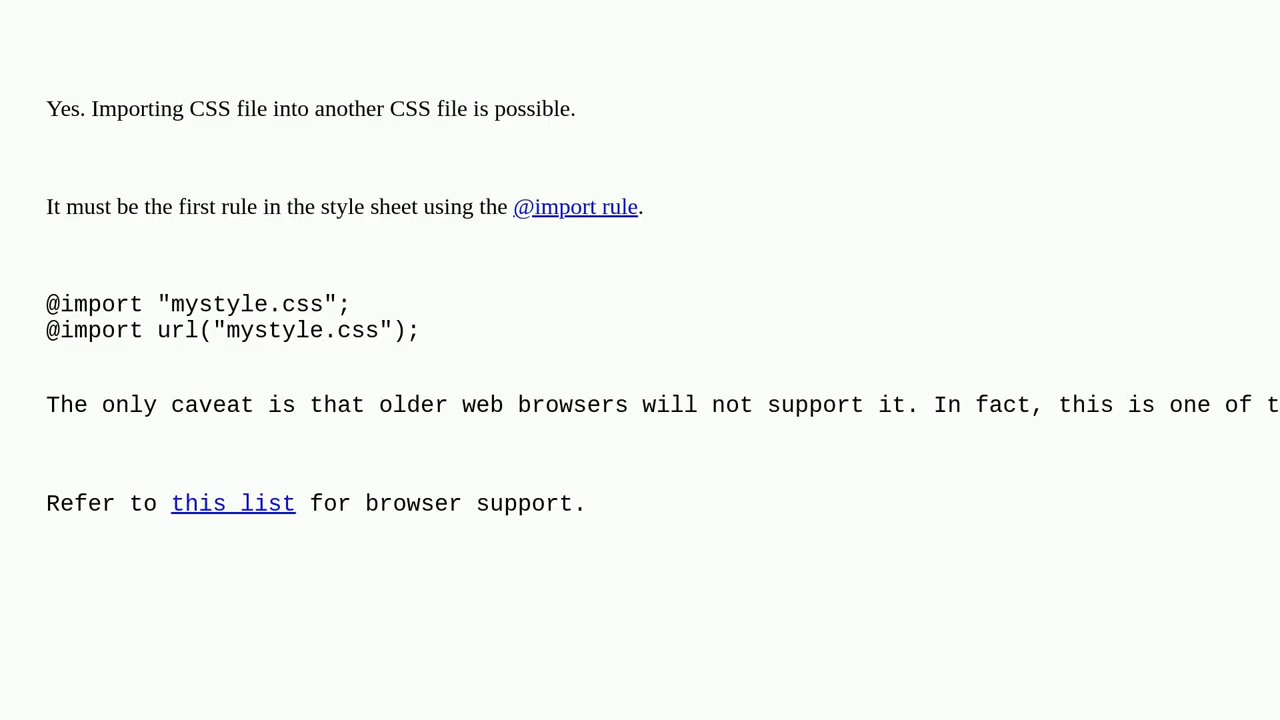 Yes. Importing CSS file into another CSS file is possible.
It must be the first rule in the style sheet using the @import rule.
@import "mystyle.css";
@import url("mystyle.css");
The only caveat is that older web browsers will not support it. In fact, this is one of
Refer to this list for browser support.